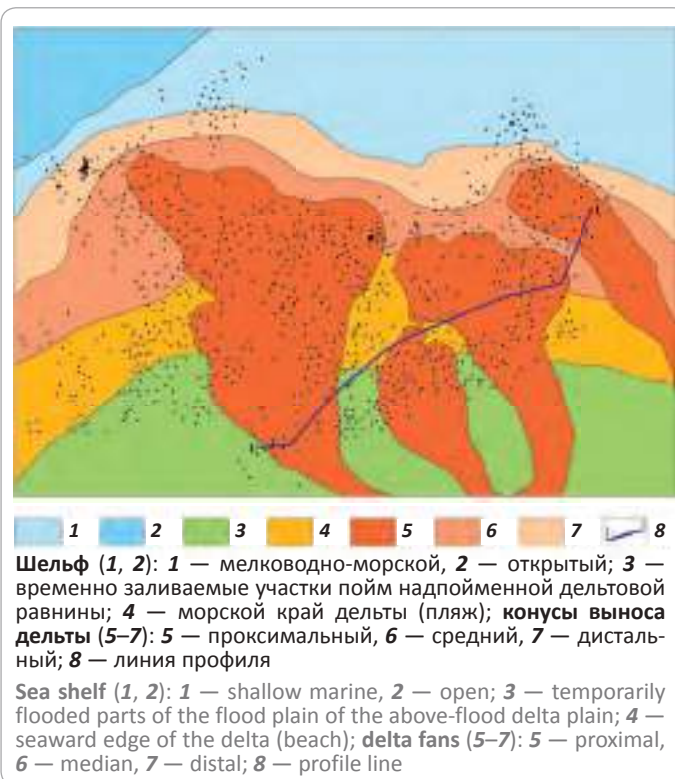 1 2 3 4 5 6 7 8
Шельф (1, 2): 1 — мелководно-морской, 2 — открытый; 3 —
временно заливаемые участки пойм надпойменной дельтовой
равнины; 4 — морской край дельты (пляж); конусы выноса
дельты (5–7): 5 — проксимальный, 6 — средний, 7 — дисталь-
ный; 8 — линия профиля
Sea shelf (1, 2): 1 — shallow marine, 2 — open; 3 — temporarily
flooded parts of the flood plain of the above-flood delta plain; 4 —
seaward edge of the delta (beach); delta fans (5–7): 5 — proximal,
6 — median, 7 — distal; 8 — profile line